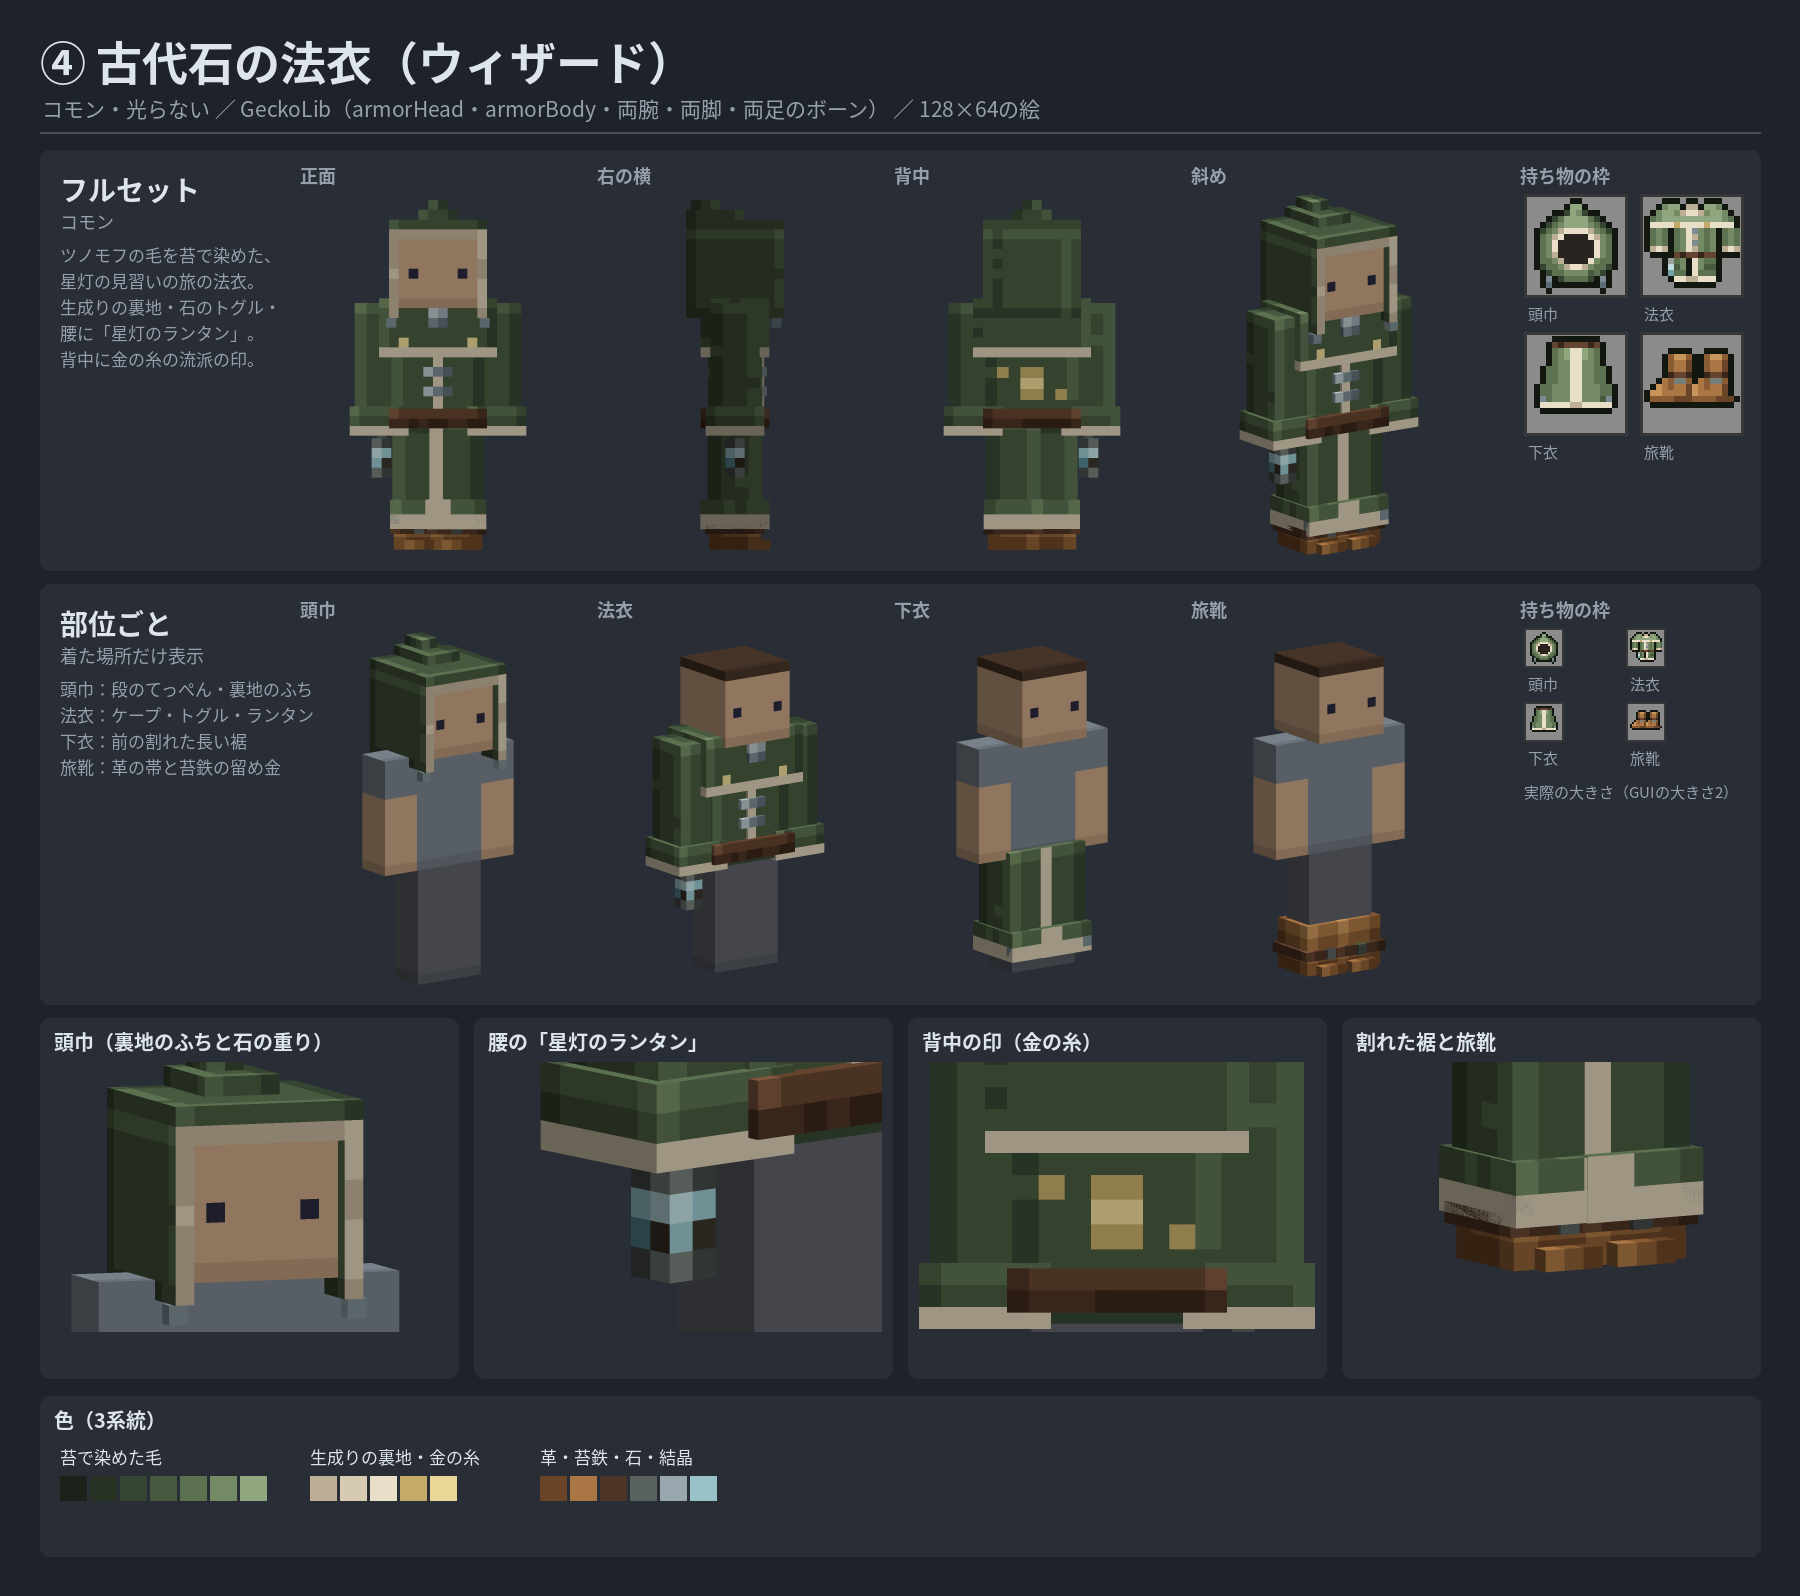 ④ 古代石の法衣（ウィザード）
コモン・光らない ／ GeckoLib（armorHead・armorBody・両腕・両脚・両足のボーン） ／ 128×64の絵
フルセット
コモン
ツノモフの毛を苔で染めた、
星灯の見習いの旅の法衣。
生成りの裏地・石のトグル・
腰に「星灯のランタン」。
背中に金の糸の流派の印。
正面
右の横
背中
斜め
持ち物の枠
頭巾
法衣
下衣
旅靴
部位ごと
着た場所だけ表示
頭巾：段のてっぺん・裏地のふち
法衣：ケープ・トグル・ランタン
下衣：前の割れた長い裾
旅靴：革の帯と苔鉄の留め金
頭巾
法衣
下衣
旅靴
持ち物の枠
頭巾
法衣
下衣
旅靴
実際の大きさ（GUIの大きさ2）
頭巾（裏地のふちと石の重り）
腰の「星灯のランタン」
背中の印（金の糸）
割れた裾と旅靴
色（3系統）
苔で染めた毛
生成りの裏地・金の糸
革・苔鉄・石・結晶